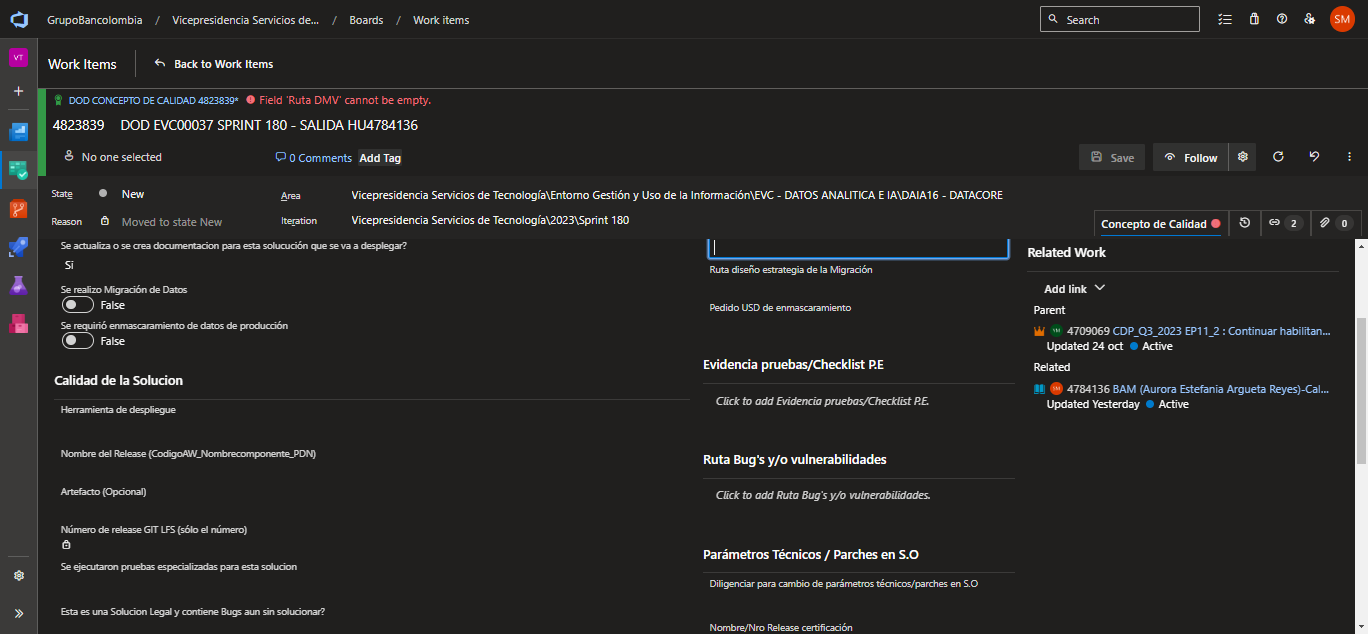 GrupoBancolombia / Vicepresidencia Servicios de... / Boards / Work items
Search
SM
VT
Work Items
Back to Work Items
DOD CONCEPTO DE CALIDAD 4823839* Field 'Ruta DMV' cannot be empty.
4823839 DOD EVC00037 SPRINT 180 - SALIDA HU4784136
No one selected
0 Comments
Add Tag
Save
Follow
State
New
Area
Vicepresidencia Servicios de Tecnología\Entorno Gestión y Uso de la Información\EVC - DATOS ANALITICA E IA\DAIA16 - DATACORE
Reason
Moved to state New
Iteration
Vicepresidencia Servicios de Tecnología\2023\Sprint 180
Concepto de Calidad
2
0
Se actualiza o se crea documentacion para esta solucución que se va a desplegar?
Si
Se realizo Migración de Datos
False
Se requirió enmascaramiento de datos de producción
False
Calidad de la Solucion
Herramienta de despliegue
Nombre del Release (CodigoAW_Nombrecomponente_PDN)
Artefacto (Opcional)
Número de release GIT LFS (sólo el número)
Se ejecutaron pruebas especializadas para esta solucion
Esta es una Solucion Legal y contiene Bugs aun sin solucionar?
Ruta diseño estrategia de la Migración
Pedido USD de enmascaramiento
Evidencia pruebas/Checklist P.E
Click to add Evidencia pruebas/Checklist P.E.
Ruta Bug's y/o vulnerabilidades
Click to add Ruta Bug's y/o vulnerabilidades.
Parámetros Técnicos / Parches en S.O
Diligenciar para cambio de parámetros técnicos/parches en S.O
Nombre/Nro Release certificación
Related Work
Add link
Parent
4709069 CDP_Q3_2023 EP11_2 : Continuar habilitan...
Updated 24 oct Active
Related
4784136 BAM (Aurora Estefania Argueta Reyes)-Cal...
Updated Yesterday Active